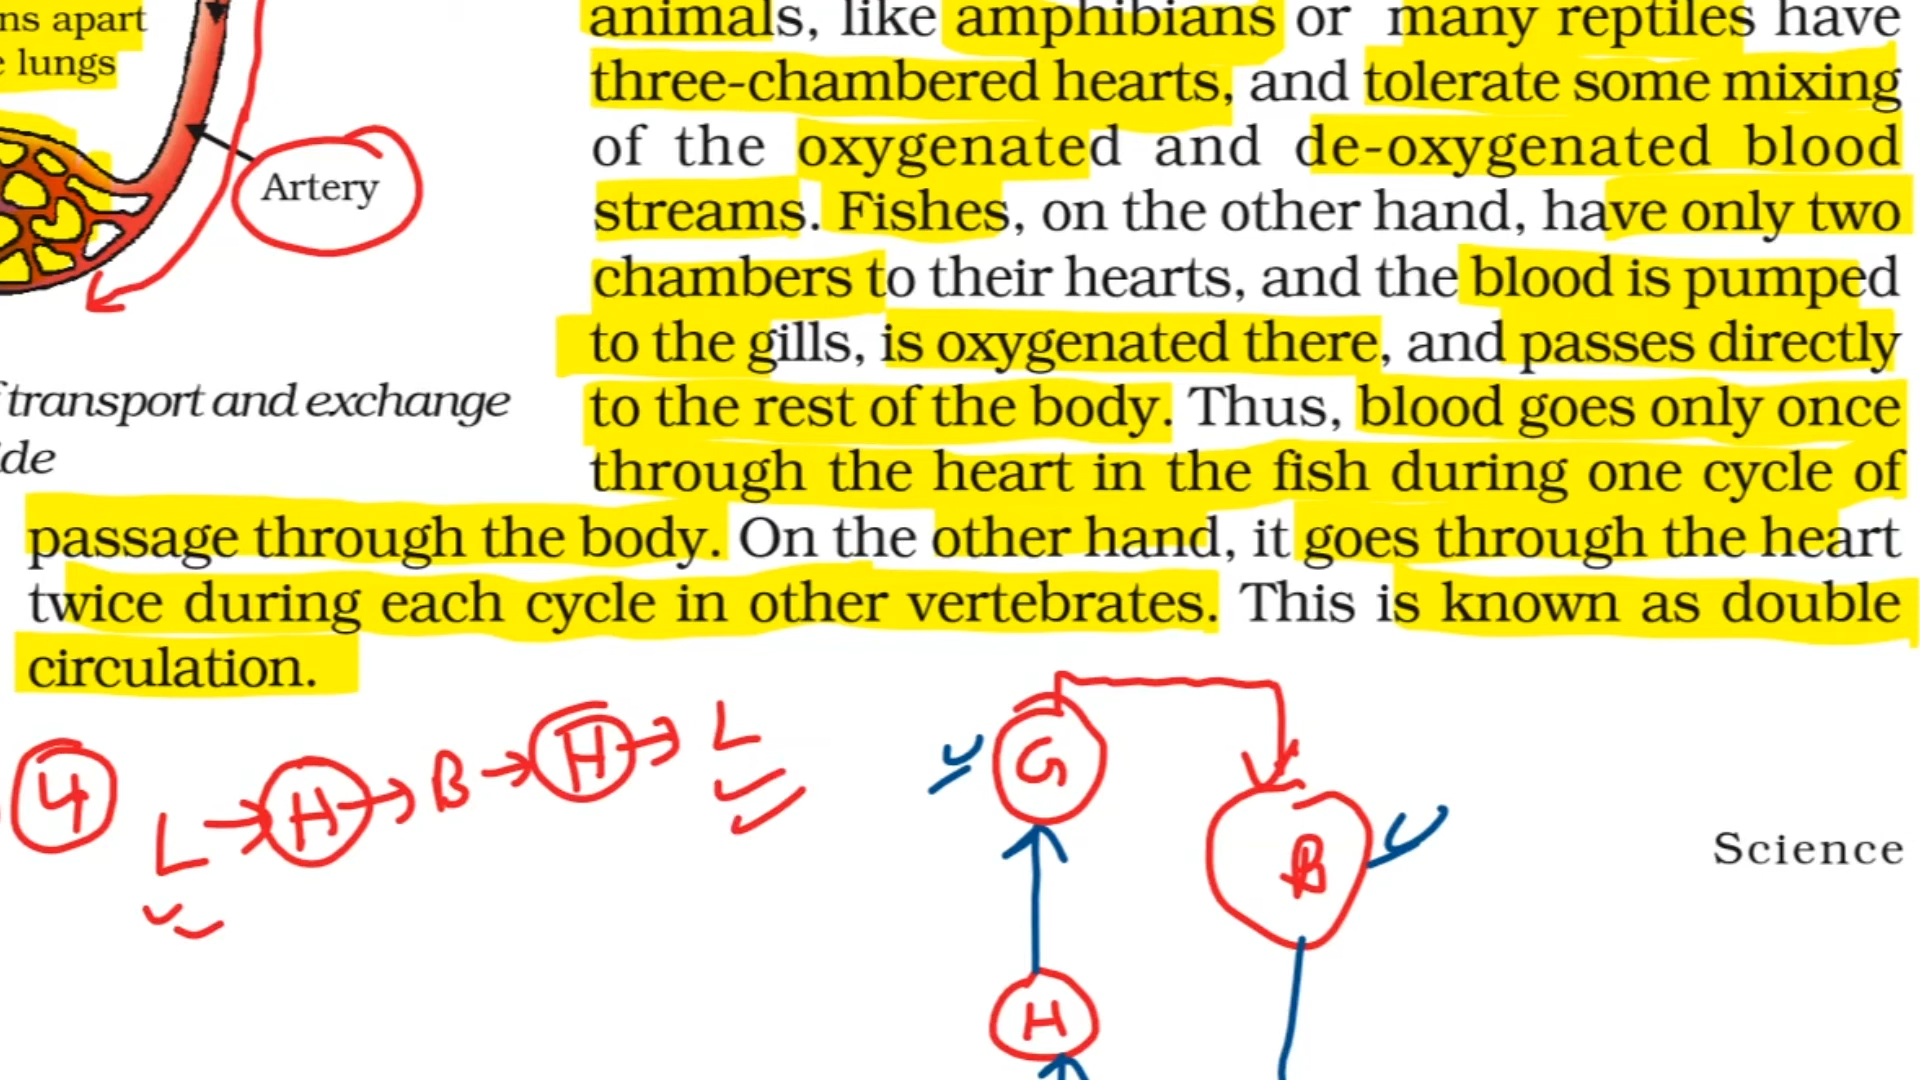 ns apart
lungs
Artery
transport and exchange
ide
animals, like amphibians or many reptiles have
three-chambered hearts, and tolerate some mixing
of the oxygenated and de-oxygenated blood
streams. Fishes, on the other hand, have only two
chambers to their hearts, and the blood is pumped
to the gills, is oxygenated there, and passes directly
to the rest of the body. Thus, blood goes only once
through the heart in the fish during one cycle of
passage through the body. On the other hand, it goes through the heart
twice during each cycle in other vertebrates. This is known as double
circulation.
4 L → H → B → H → L
G
B
H
Science